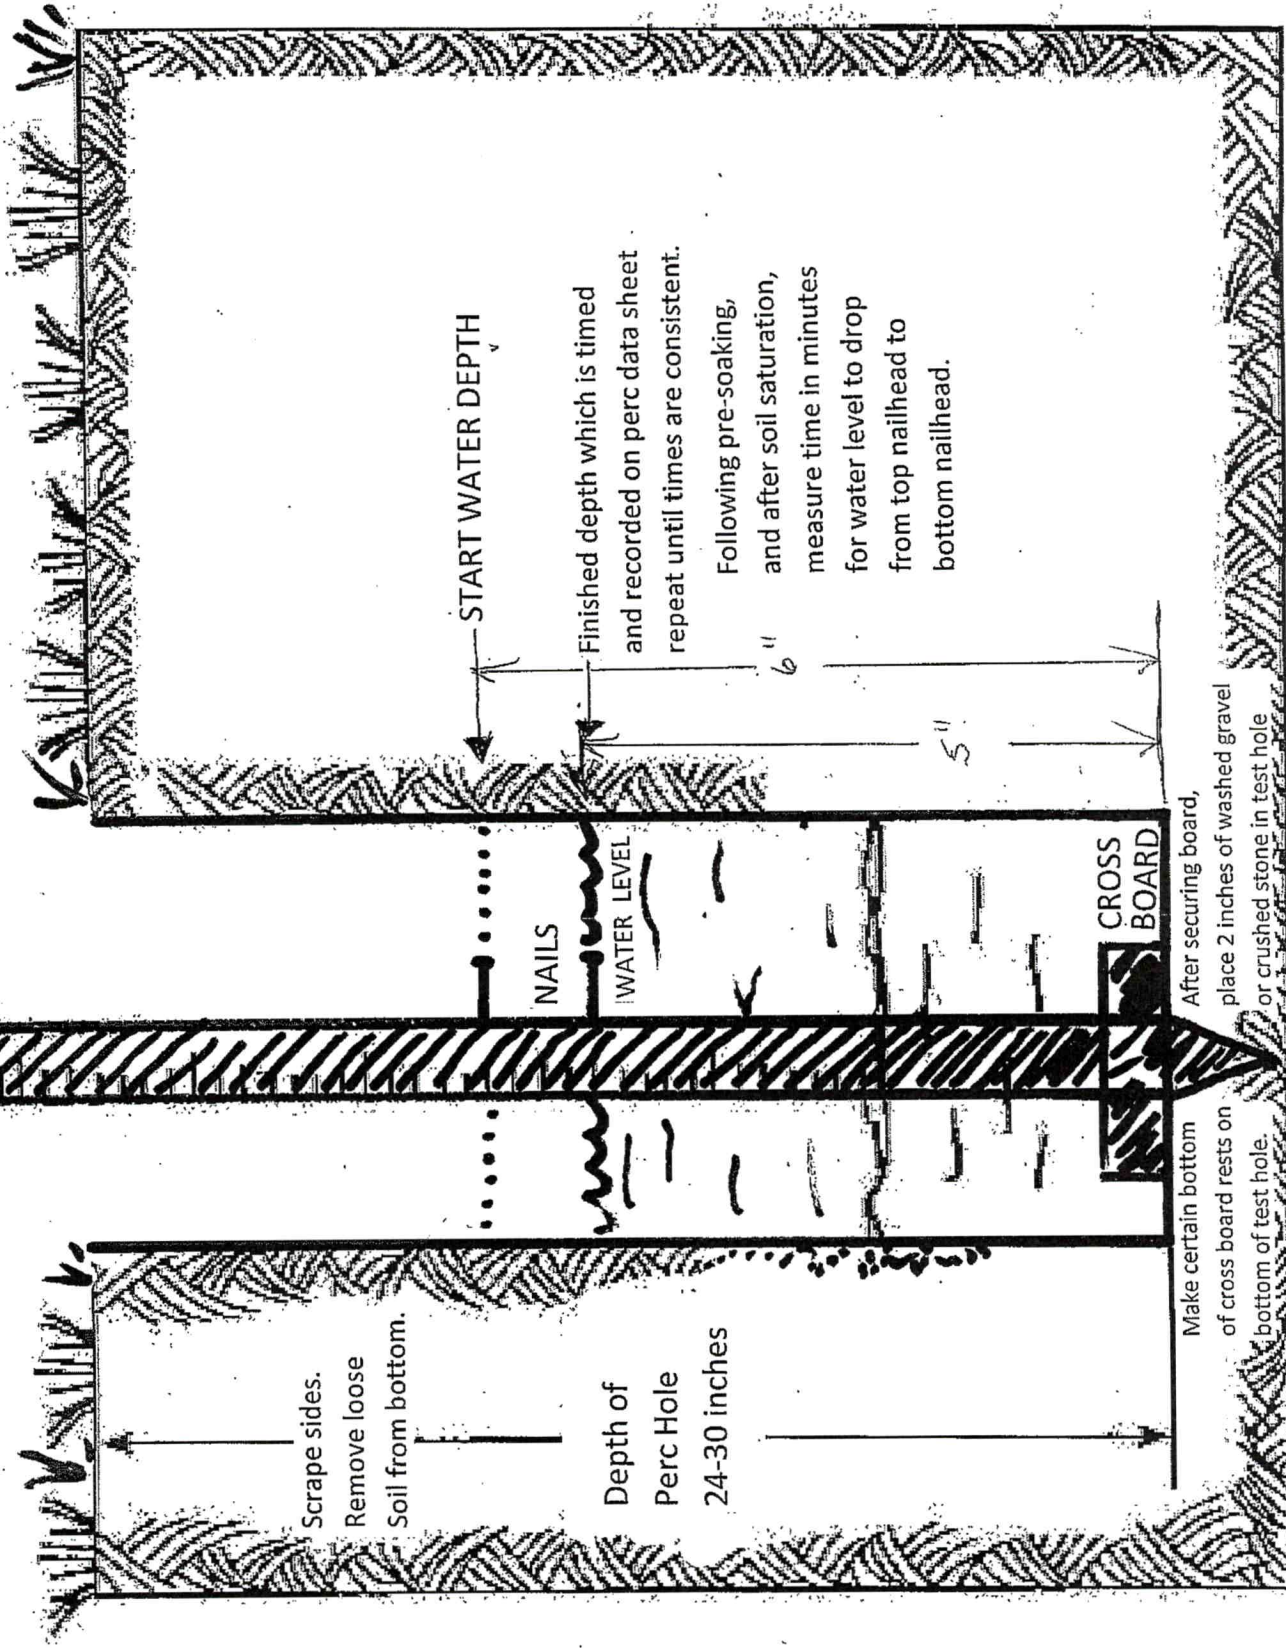 Scrape sides.
Remove loose
Soil from bottom.
Depth of
Perc Hole
24-30 inches
NAILS
WATER LEVEL
CROSS
BOARD
START WATER DEPTH
Finished depth which is timed
and recorded on perc data sheet
repeat until times are consistent.
Following pre-soaking,
and after soil saturation,
measure time in minutes
for water level to drop
from top nailhead to
bottom nailhead.
6"
5"
Make certain bottom
of cross board rests on
bottom of test hole.
After securing board,
place 2 inches of washed gravel
or crushed stone in test hole